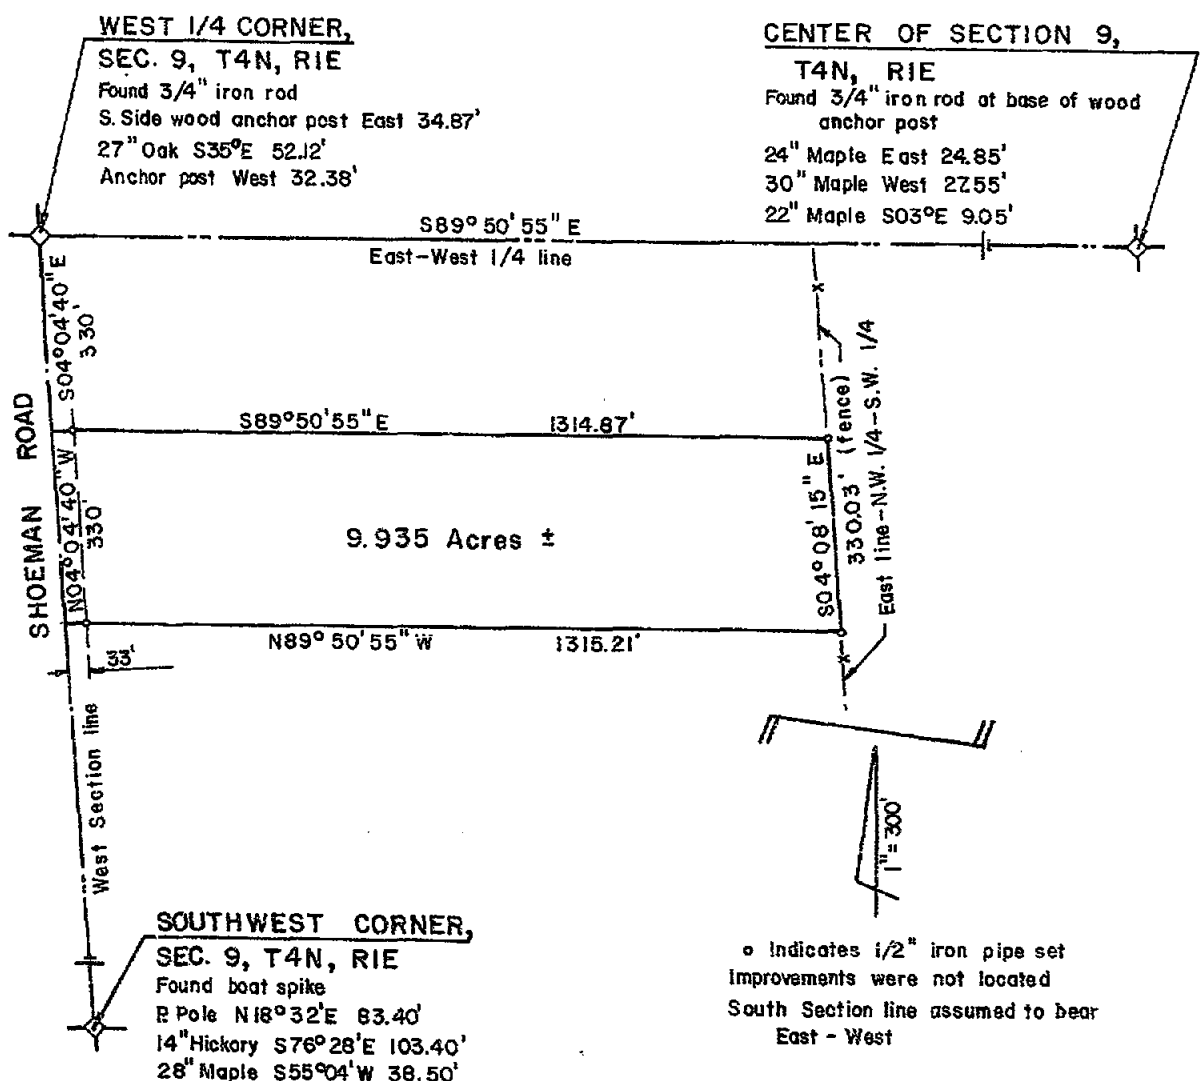 WEST 1/4 CORNER,
SEC. 9, T4N, R1E
Found 3/4" iron rod
S. Side wood anchor post East 34.87'
27" Oak S35°E 52.12'
Anchor post West 32.38'
CENTER OF SECTION 9,
T4N, R1E
Found 3/4" iron rod at base of wood
anchor post
24" Maple East 24.85'
30" Maple West 27.55'
22" Maple S03°E 9.05'
S89°50'55"E
East-West 1/4 line
S04°04'40"E
330'
S89°50'55"E 1314.87'
SHOEMAN ROAD
N04°04'40"W
330'
9.935 Acres ±
S04°08'15"E
330.03' (fence)
East line-N.W. 1/4-S.W. 1/4
N89°50'55"W 1315.21'
33'
West Section line
1"=300'
SOUTHWEST CORNER,
SEC. 9, T4N, R1E
Found boat spike
P. Pole N18°32'E 83.40'
14" Hickory S76°28'E 103.40'
28" Maple S55°04'W 38.50'
o Indicates 1/2" iron pipe set
Improvements were not located
South Section line assumed to bear
East - West